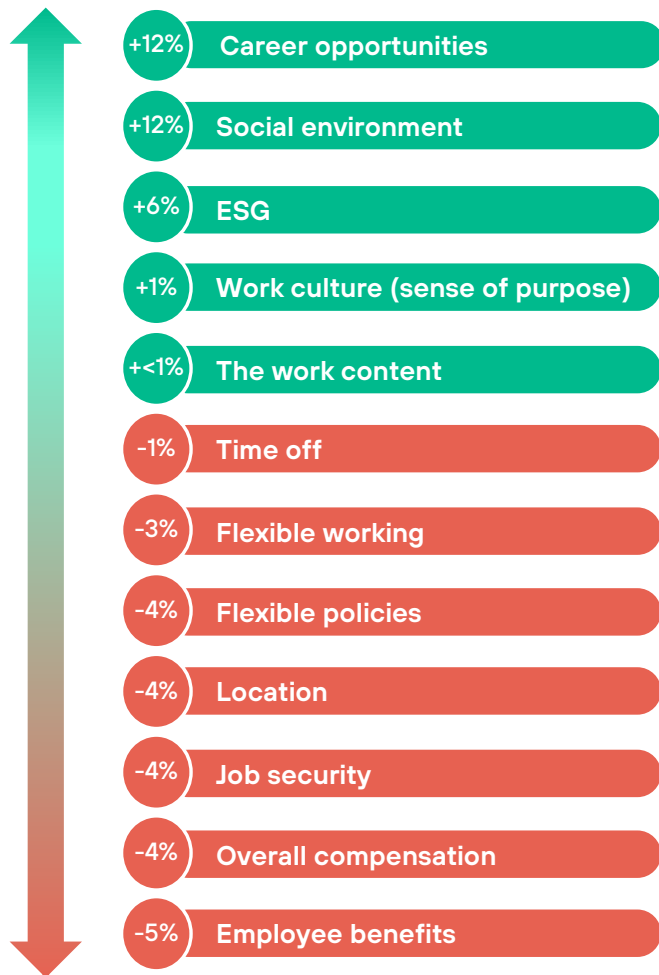 +12% Career opportunities
+12% Social environment
+6% ESG
+1% Work culture (sense of purpose)
+<1% The work content
-1% Time off
-3% Flexible working
-4% Flexible policies
-4% Location
-4% Job security
-4% Overall compensation
-5% Employee benefits